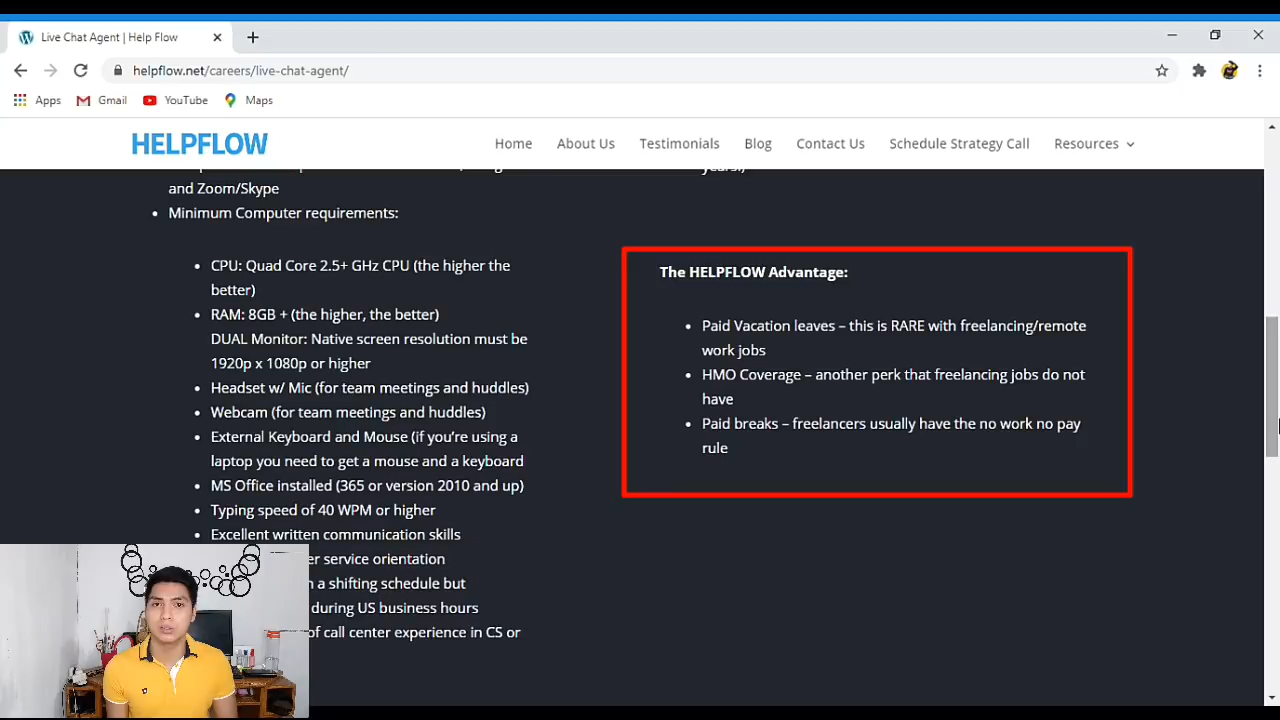 Live Chat Agent | Help Flow
helpflow.net/careers/live-chat-agent/
Apps
Gmail
YouTube
Maps
HELPFLOW
Home
About Us
Testimonials
Blog
Contact Us
Schedule Strategy Call
Resources
and Zoom/Skype
Minimum Computer requirements:
CPU: Quad Core 2.5+ GHz CPU (the higher the
better)
RAM: 8GB + (the higher, the better)
DUAL Monitor: Native screen resolution must be
1920p x 1080p or higher
Headset w/ Mic (for team meetings and huddles)
Webcam (for team meetings and huddles)
External Keyboard and Mouse (if you're using a
laptop you need to get a mouse and a keyboard
MS Office installed (365 or version 2010 and up)
Typing speed of 40 WPM or higher
Excellent written communication skills
service orientation
a shifting schedule but
during US business hours
of call center experience in CS or
years!)
The HELPFLOW Advantage:
Paid Vacation leaves – this is RARE with freelancing/remote
work jobs
HMO Coverage – another perk that freelancing jobs do not
have
Paid breaks – freelancers usually have the no work no pay
rule